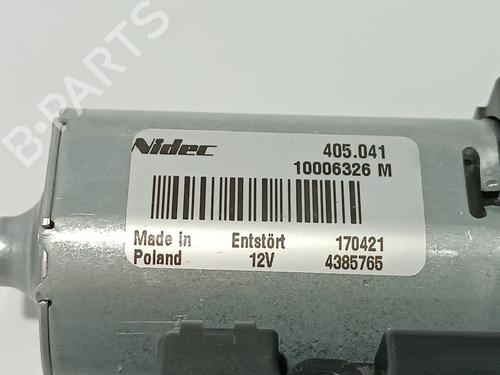 B-PARTS
Nidec 405.041
10006326 M
Made in Entstört 170421
Poland 12V 4385765